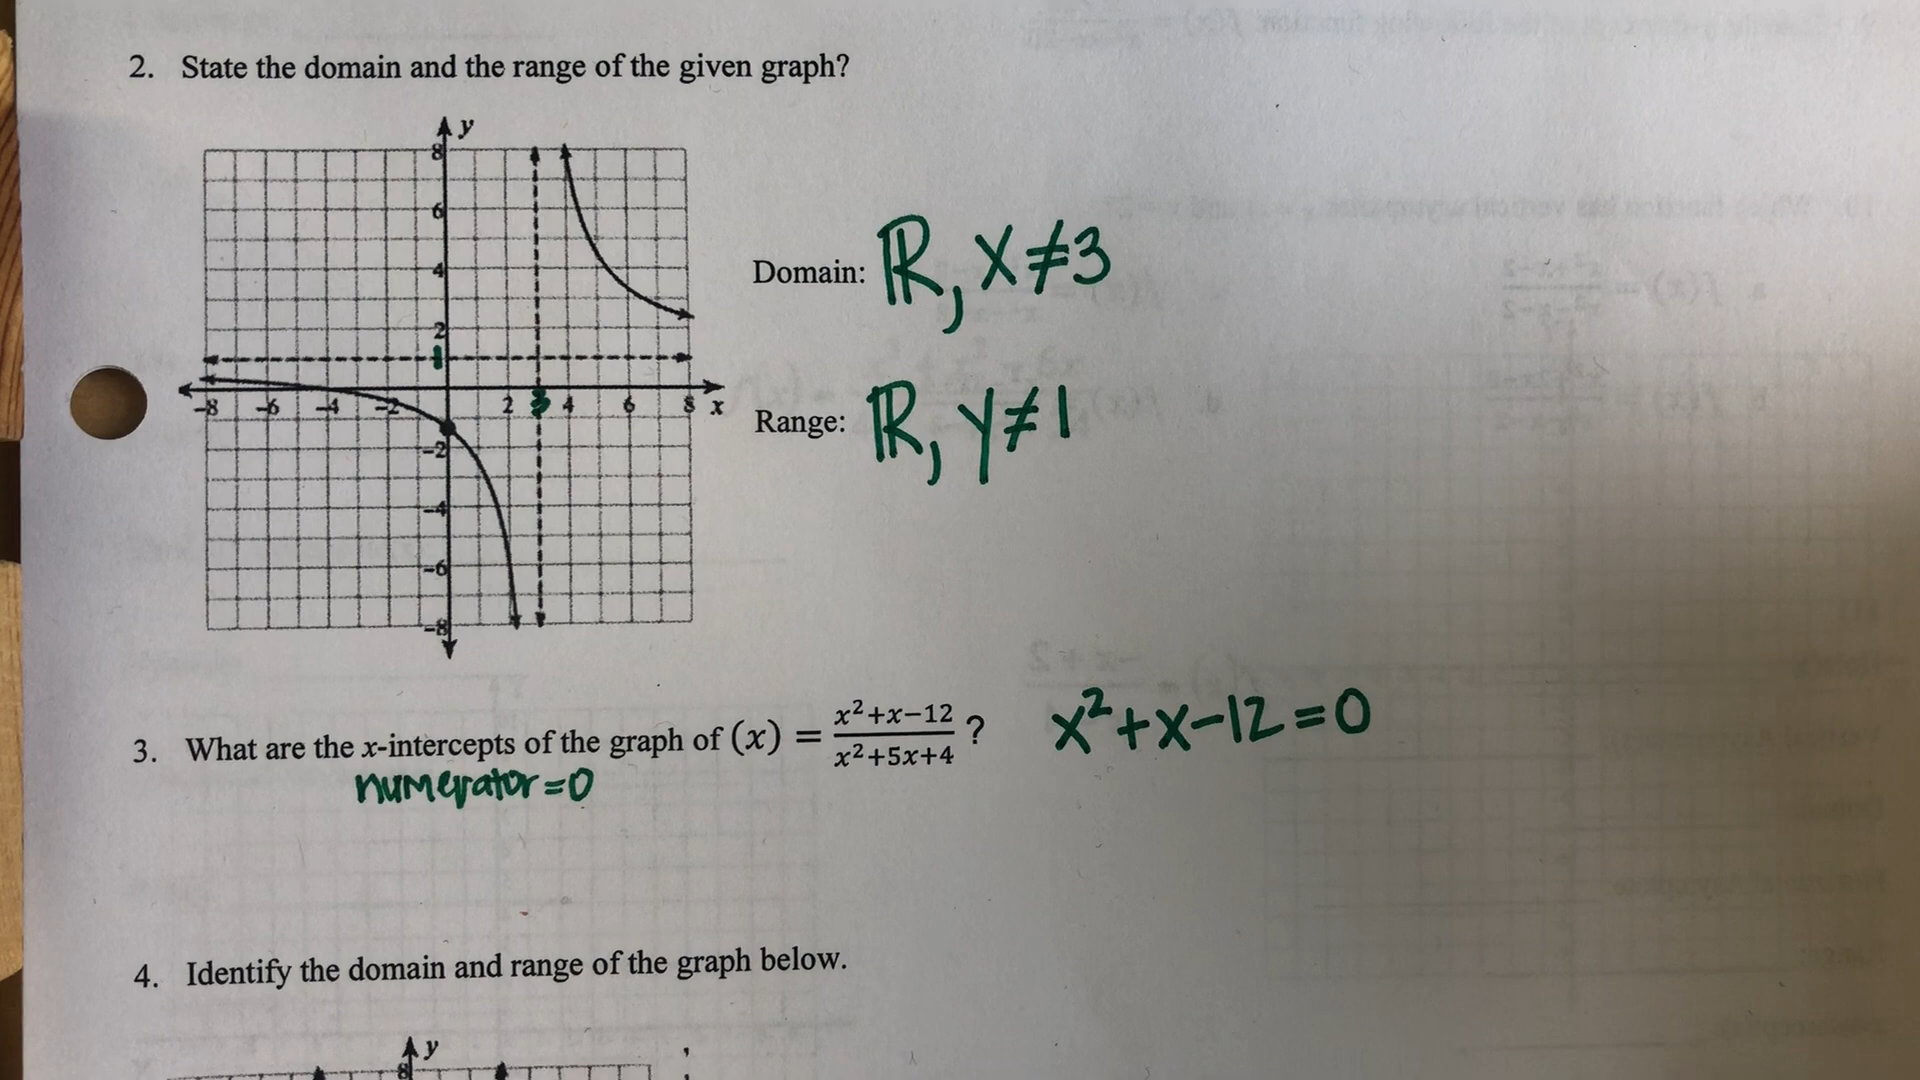 2. State the domain and the range of the given graph?
y
8
6
4
2
1
-8 -6 -4 -2 2 3 4 6 8 x
-2
-4
-6
-8
Domain: ℝ, x≠3
Range: ℝ, y≠1
3. What are the x-intercepts of the graph of (x) = x²+x−12 / x²+5x+4 ? x²+x−12=0
numerator=0
4. Identify the domain and range of the graph below.
y
8